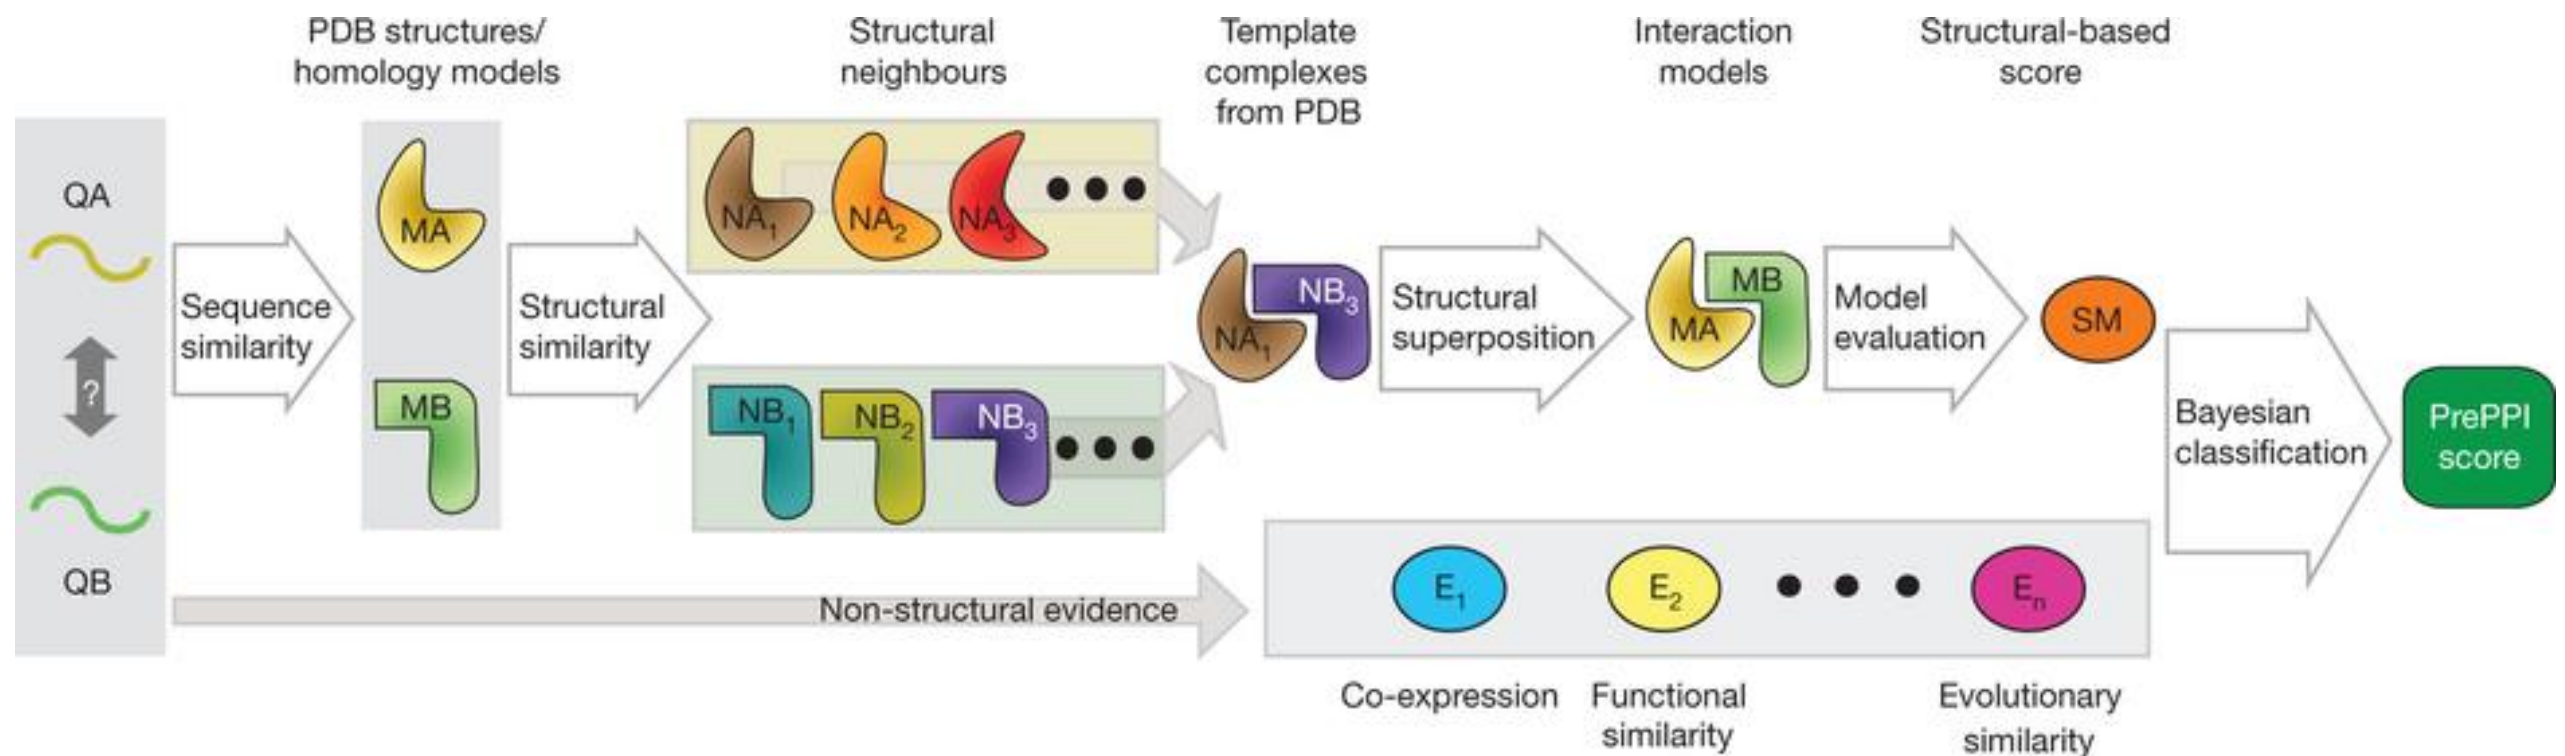 PDB structures/
homology models
Structural
neighbours
Template
complexes
from PDB
Interaction
models
Structural-based
score
QA
?
QB
Sequence
similarity
MA
MB
Structural
similarity
NA1
NA2
NA3
NB1
NB2
NB3
NA1
NB3
Structural
superposition
MA
MB
Model
evaluation
SM
Bayesian
classification
PrePPI
score
Non-structural evidence
E1
E2
En
Co-expression
Functional
similarity
Evolutionary
similarity